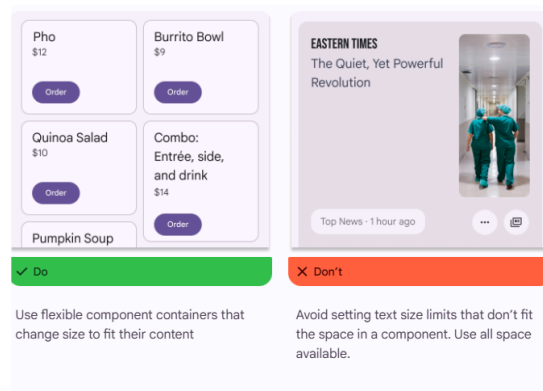 Pho
$12
Order
Burrito Bowl
$9
Order
Quinoa Salad
$10
Order
Combo:
Entrée, side,
and drink
$14
Order
Pumpkin Soup
Do
Use flexible component containers that
change size to fit their content
EASTERN TIMES
The Quiet, Yet Powerful
Revolution
Top News · 1 hour ago
Don't
Avoid setting text size limits that don't fit
the space in a component. Use all space
available.